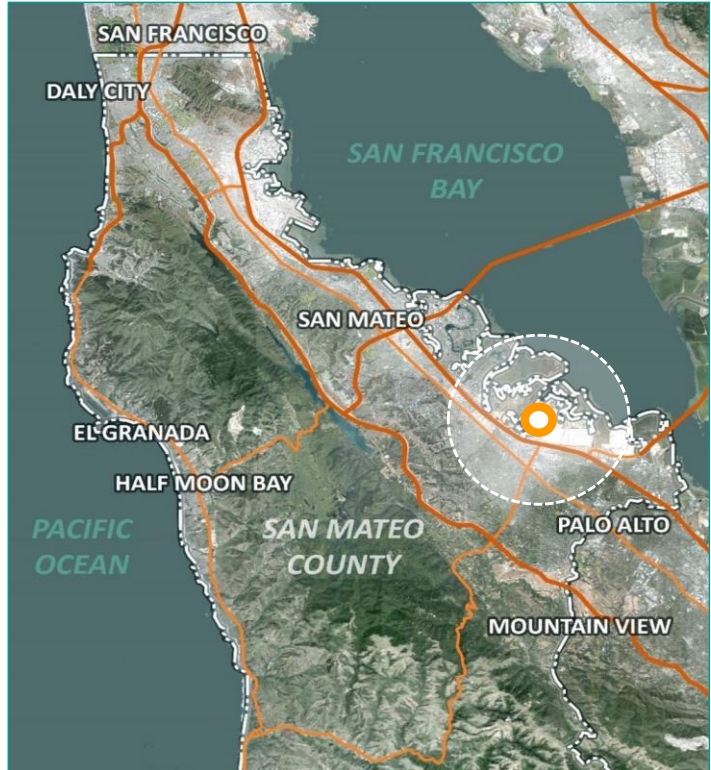 SAN FRANCISCO
DALY CITY
SAN FRANCISCO
BAY
SAN MATEO
EL GRANADA
HALF MOON BAY
PACIFIC
OCEAN
SAN MATEO
COUNTY
PALO ALTO
MOUNTAIN VIEW